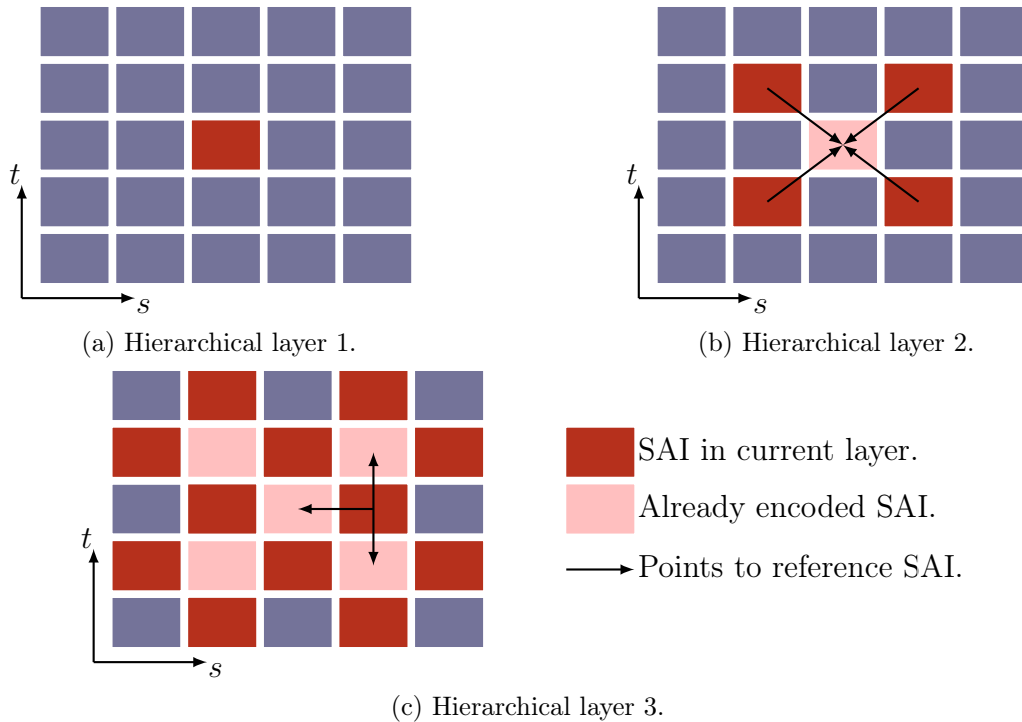 t
s
(a) Hierarchical layer 1.
t
s
(b) Hierarchical layer 2.
t
s
SAI in current layer.
Already encoded SAI.
Points to reference SAI.
(c) Hierarchical layer 3.